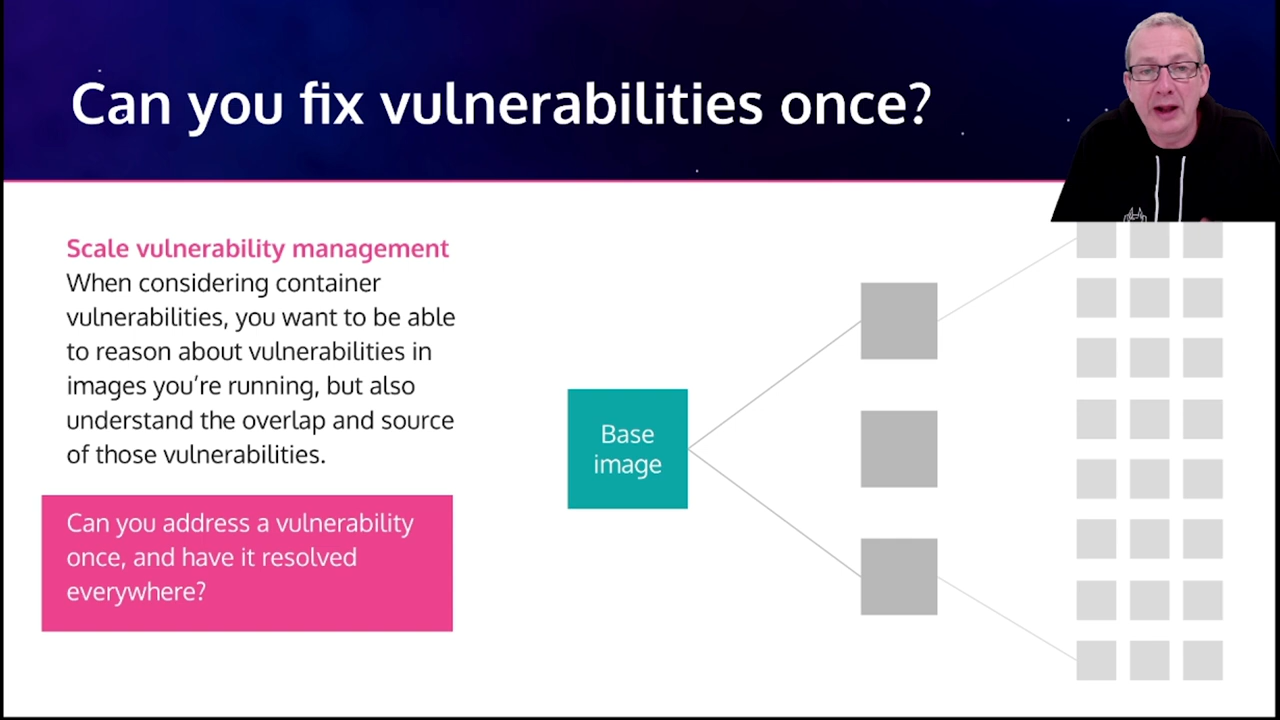 Can you fix vulnerabilities once?
Scale vulnerability management
When considering container
vulnerabilities, you want to be able
to reason about vulnerabilities in
images you’re running, but also
understand the overlap and source
of those vulnerabilities.
Can you address a vulnerability
once, and have it resolved
everywhere?
Base
image